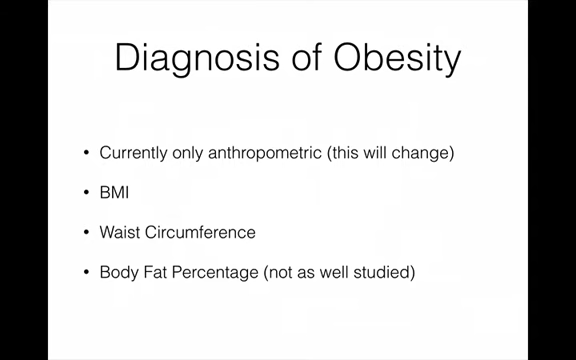 Diagnosis of Obesity
• Currently only anthropometric (this will change)
• BMI
• Waist Circumference
• Body Fat Percentage (not as well studied)